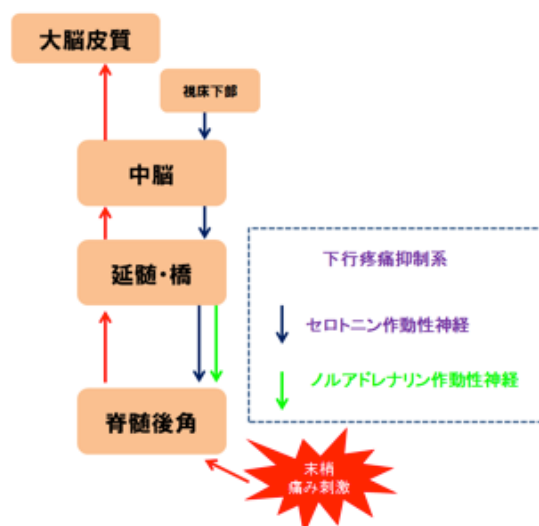 大脳皮質
視床下部
中脳
延髄・橋
下行疼痛抑制系
セロトニン作動性神経
ノルアドレナリン作動性神経
脊髄後角
末梢
痛み刺激